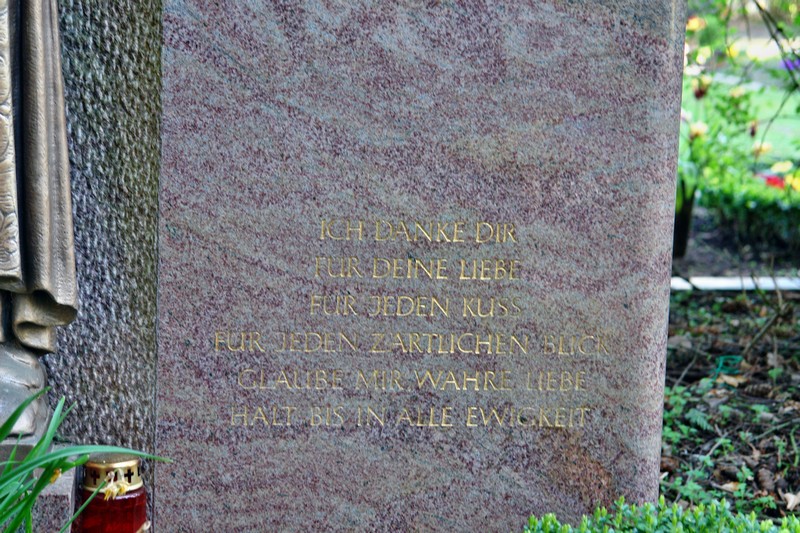 ICH DANKE DIR
FÜR DEINE LIEBE
FÜR JEDEN KUSS
FÜR JEDEN ZÄRTLICHEN BLICK
GLAUBE MIR WAHRE LIEBE
HÄLT BIS IN ALLE EWIGKEIT